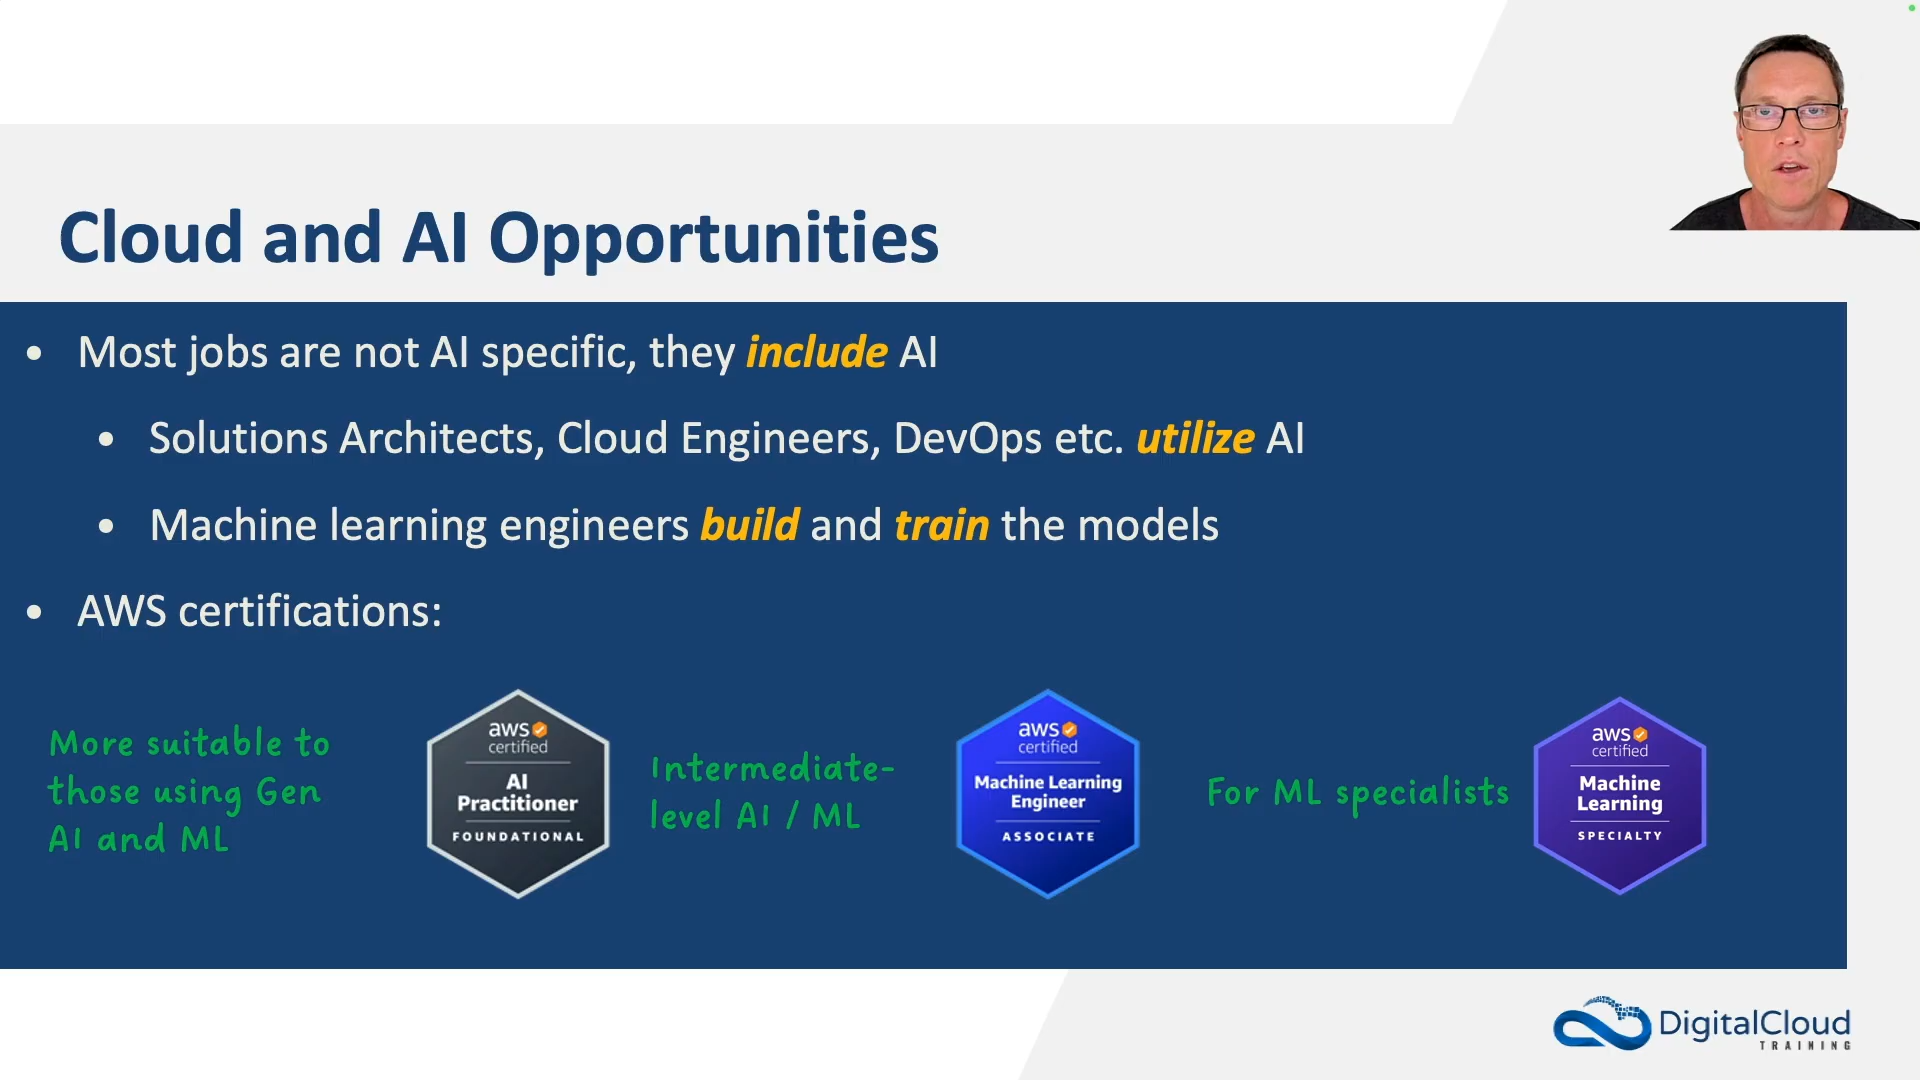 Cloud and AI Opportunities
• Most jobs are not AI specific, they include AI
• Solutions Architects, Cloud Engineers, DevOps etc. utilize AI
• Machine learning engineers build and train the models
• AWS certifications:
More suitable to
those using Gen
AI and ML
aws
certified
AI
Practitioner
FOUNDATIONAL
Intermediate-
level AI / ML
aws
certified
Machine Learning
Engineer
ASSOCIATE
For ML specialists
aws
certified
Machine
Learning
SPECIALTY
DigitalCloud
TRAINING